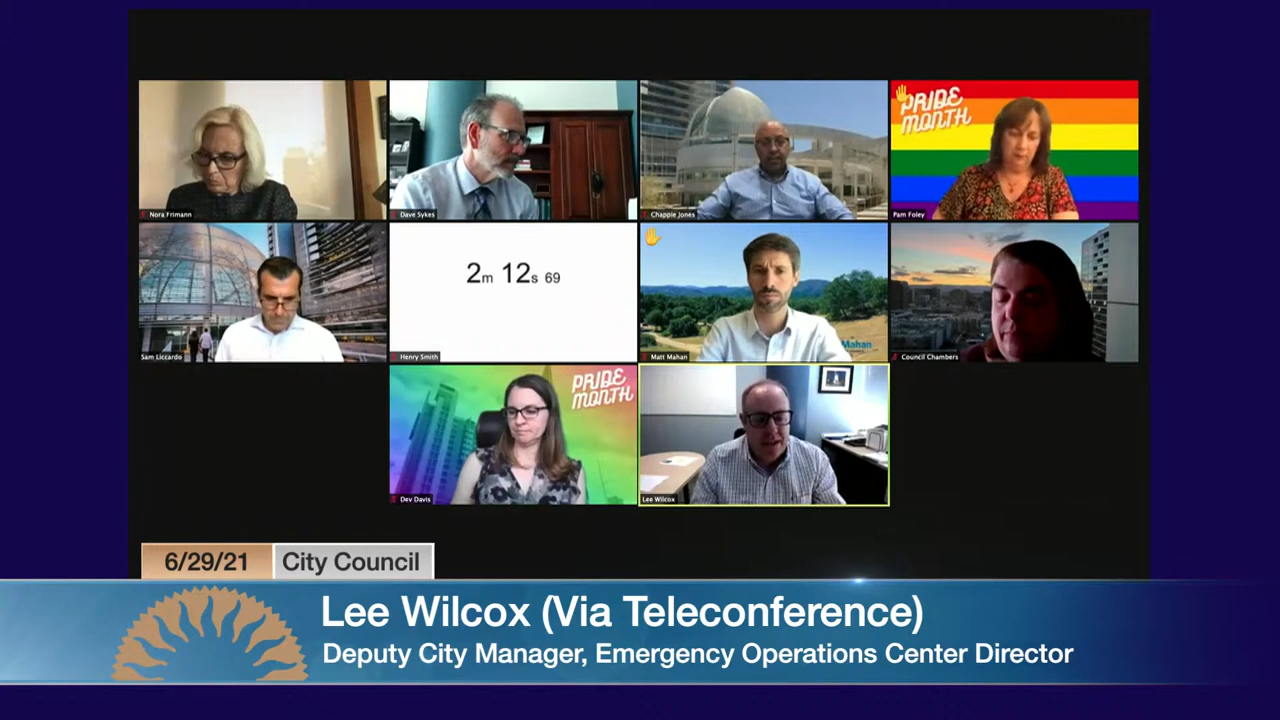 PRIDE
MONTH
Nora Frimann
Dave Sykes
Chappie Jones
Pam Foley
2m 12s 69
Sam Liccardo
Henry Smith
Mahan
Matt Mahan
Council Chambers
PRIDE
MONTH
Dev Davis
Lee Wilcox
6/29/21
City Council
Lee Wilcox (Via Teleconference)
Deputy City Manager, Emergency Operations Center Director